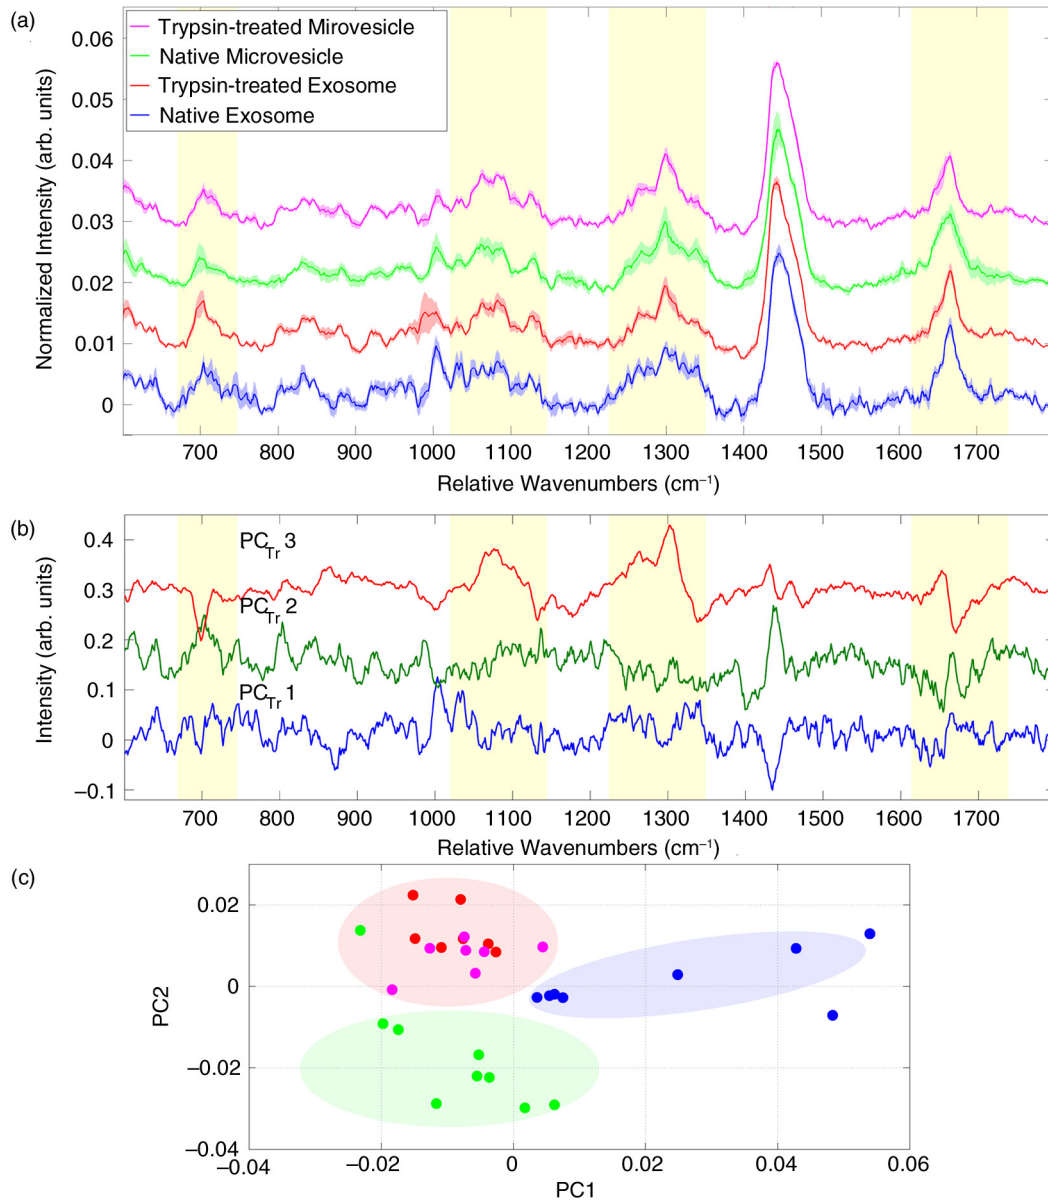 (a)
Trypsin-treated Mirovesicle
Native Microvesicle
Trypsin-treated Exosome
Native Exosome
Normalized Intensity (arb. units)
0.06
0.05
0.04
0.03
0.02
0.01
0
700 800 900 1000 1100 1200 1300 1400 1500 1600 1700
Relative Wavenumbers (cm⁻¹)
(b)
PC_Tr 3
PC_Tr 2
PC_Tr 1
Intensity (arb. units)
0.4
0.3
0.2
0.1
0
−0.1
700 800 900 1000 1100 1200 1300 1400 1500 1600 1700
Relative Wavenumbers (cm⁻¹)
(c)
PC2
0.02
0
−0.02
−0.04
−0.04 −0.02 0 0.02 0.04 0.06
PC1